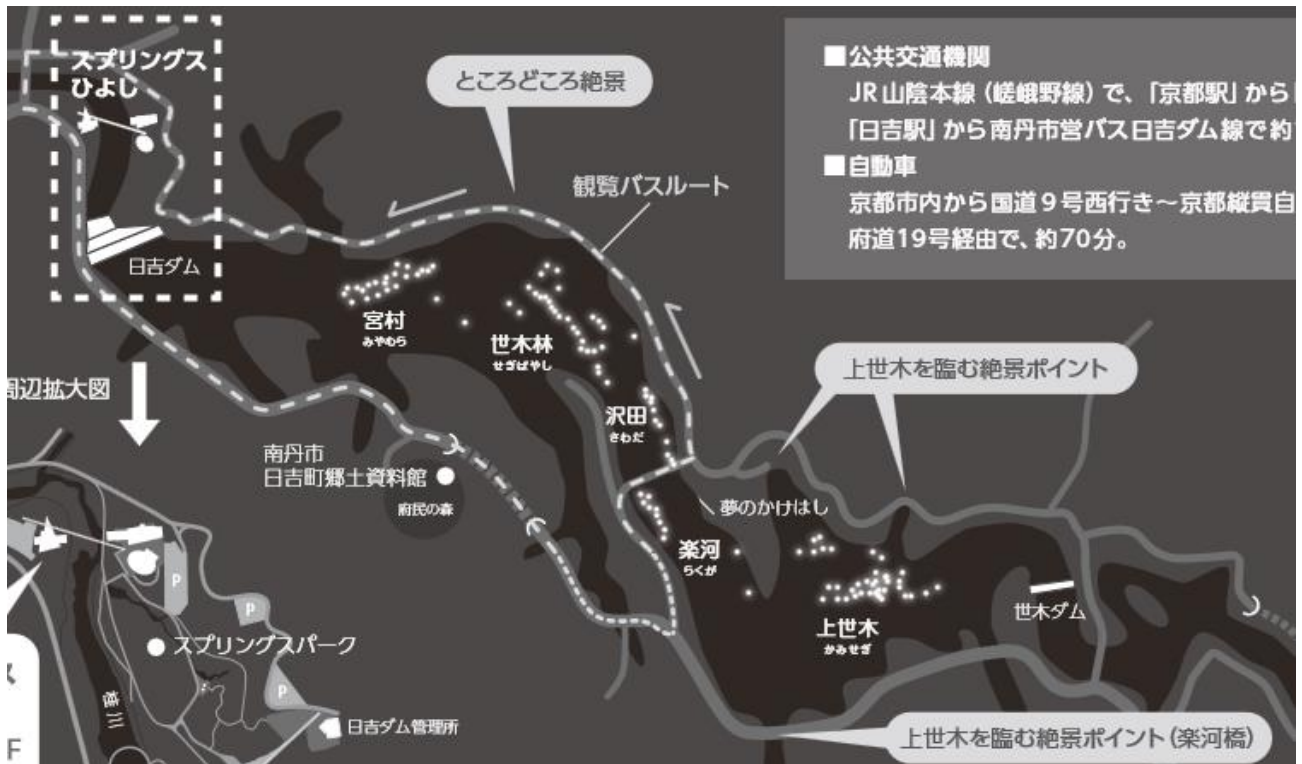 スプリングス
ひよし
ところどころ絶景
■公共交通機関
JR山陰本線（嵯峨野線）で、「京都駅」から
「日吉駅」から南丹市営バス日吉ダム線で約
■自動車
京都市内から国道9号西行き～京都縦貫自
府道19号経由で、約70分。
観覧バスルート
日吉ダム
宮村
みやむら
世木林
せぎばやし
上世木を臨む絶景ポイント
周辺拡大図
沢田
さわだ
南丹市
日吉町郷土資料館
府民の森
夢のかけはし
楽河
らくが
P
世木ダム
上世木
かみせぎ
P
スプリングスパーク
P
桂川
日吉ダム管理所
上世木を臨む絶景ポイント（楽河橋）
F